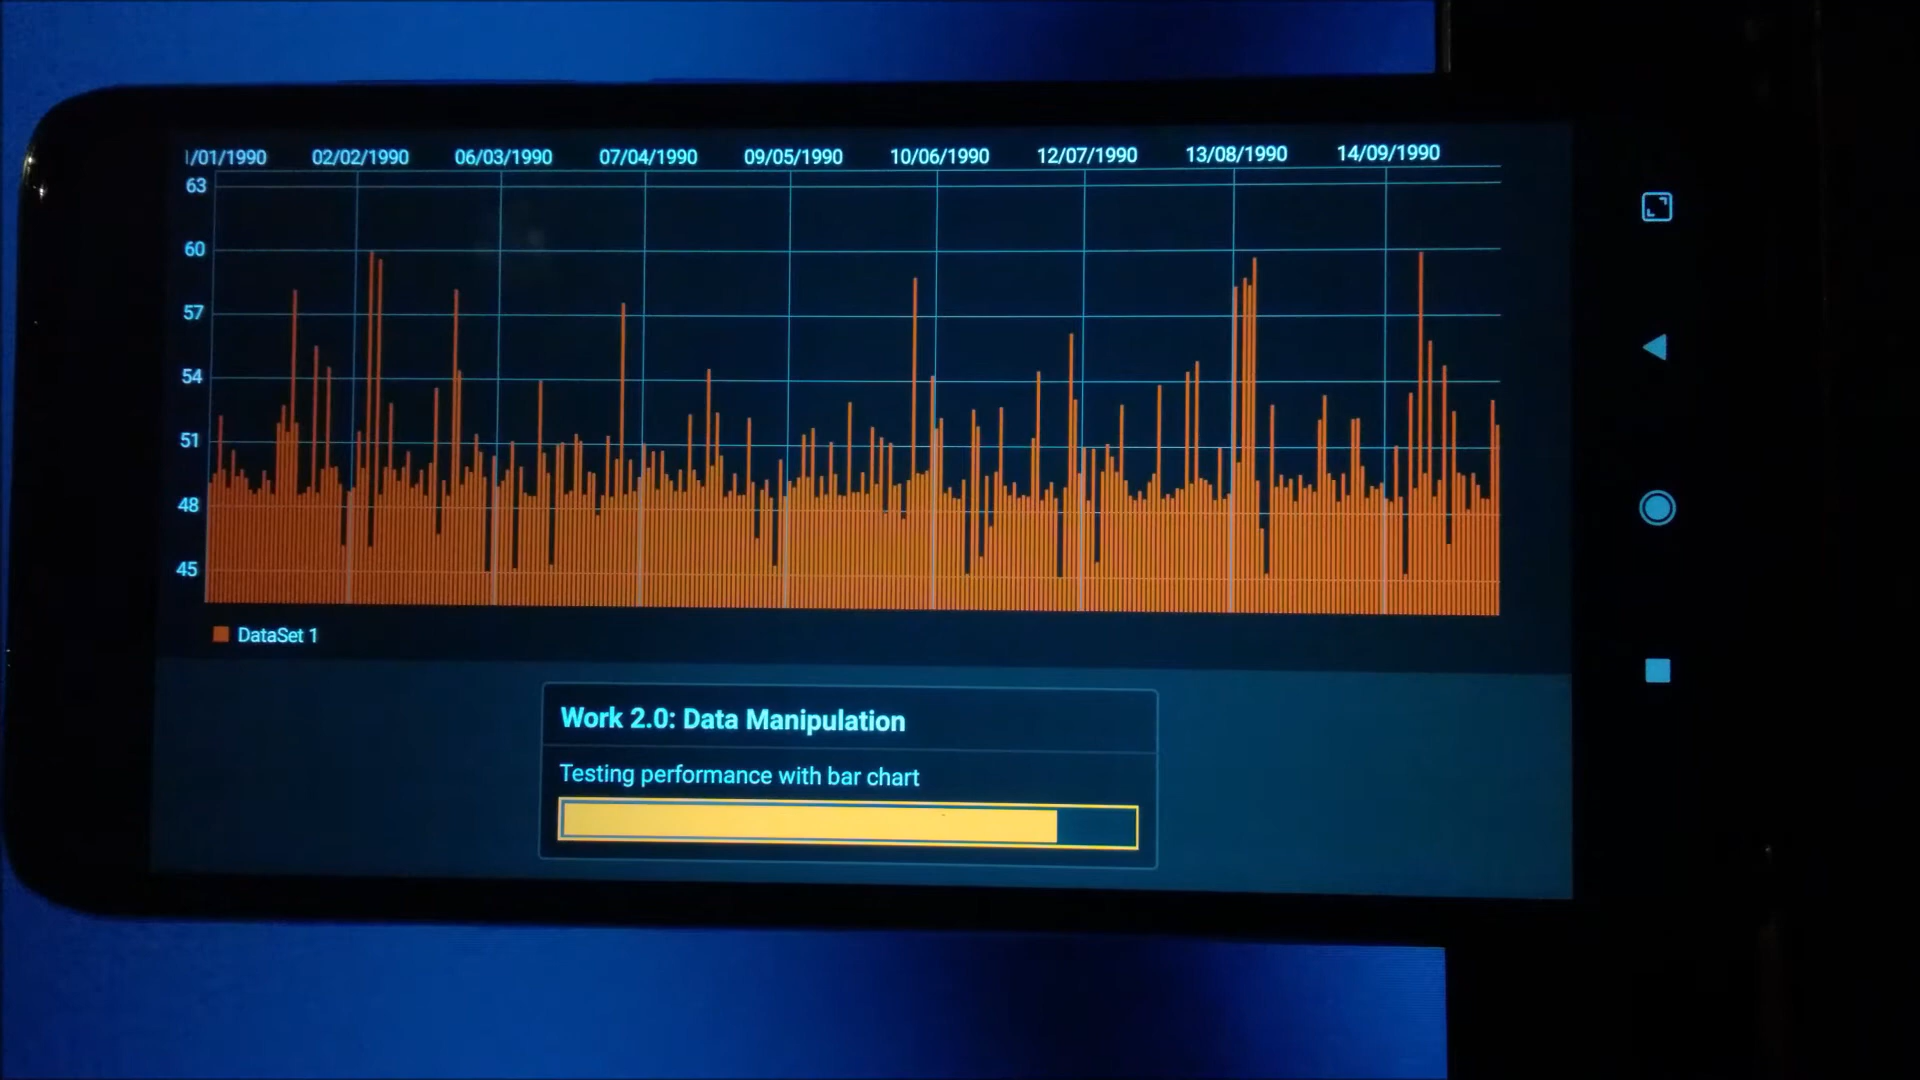 /01/1990 02/02/1990 06/03/1990 07/04/1990 09/05/1990 10/06/1990 12/07/1990 13/08/1990 14/09/1990
63
60
57
54
51
48
45
DataSet 1
Work 2.0: Data Manipulation
Testing performance with bar chart